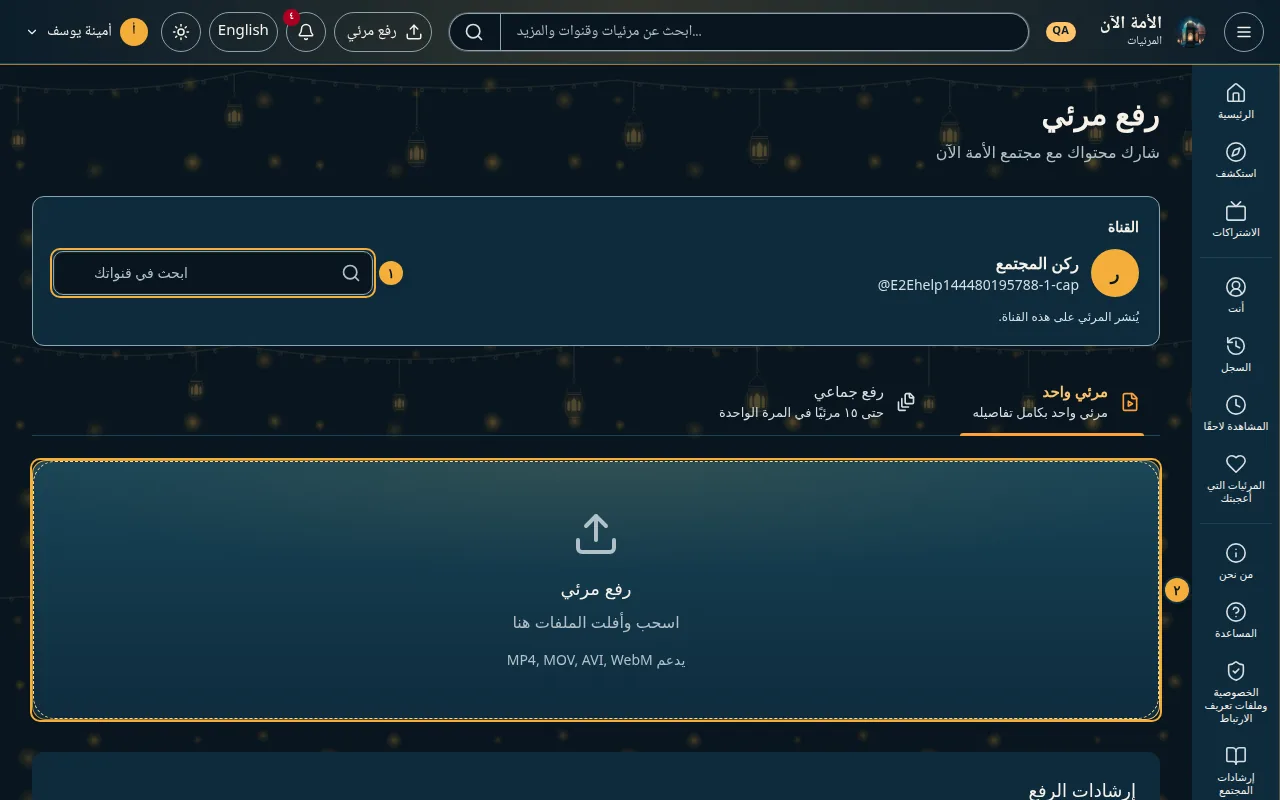 الأمة الآن
المرئيات
QA
ابحث عن مرئيات وقنوات والمزيد...
رفع مرئي
٤
English
أ
أمينة يوسف
الرئيسية
استكشف
الاشتراكات
أنت
السجل
المشاهدة لاحقًا
المرئيات التي
أعجبتك
من نحن
المساعدة
الخصوصية
وملفات تعريف
الارتباط
إرشادات
المجتمع
رفع مرئي
شارك محتواك مع مجتمع الأمة الآن
القناة
ر
ركن المجتمع
@E2Ehelp144480195788-1-cap
يُنشر المرئي على هذه القناة.
١
ابحث في قنواتك
مرئي واحد
مرئي واحد بكامل تفاصيله
رفع جماعي
حتى ١٥ مرئيًا في المرة الواحدة
٢
رفع مرئي
اسحب وأفلت الملفات هنا
يدعم MP4, MOV, AVI, WebM
إرشادات الرفع